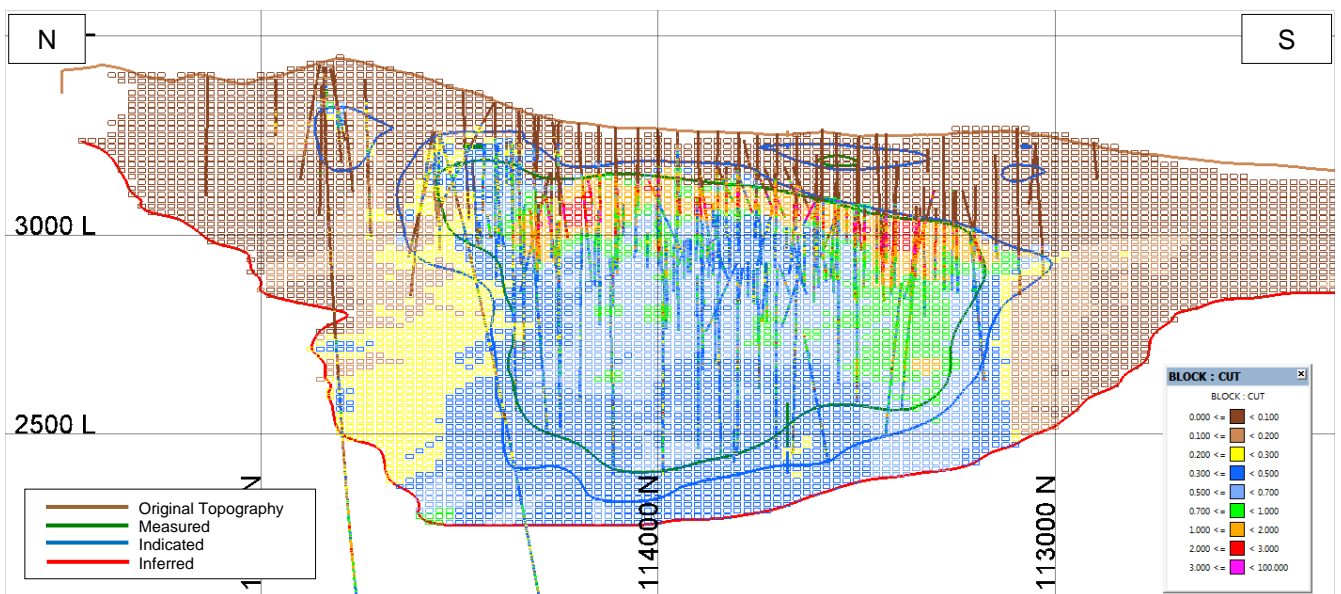 N
S
3000 L
2500 L
N
114000 N
113000 N
Original Topography
Measured
Indicated
Inferred
BLOCK : CUT
BLOCK : CUT
0.000 <= < 0.100
0.100 <= < 0.200
0.200 <= < 0.300
0.300 <= < 0.500
0.500 <= < 0.700
0.700 <= < 1.000
1.000 <= < 2.000
2.000 <= < 3.000
3.000 <= < 100.000